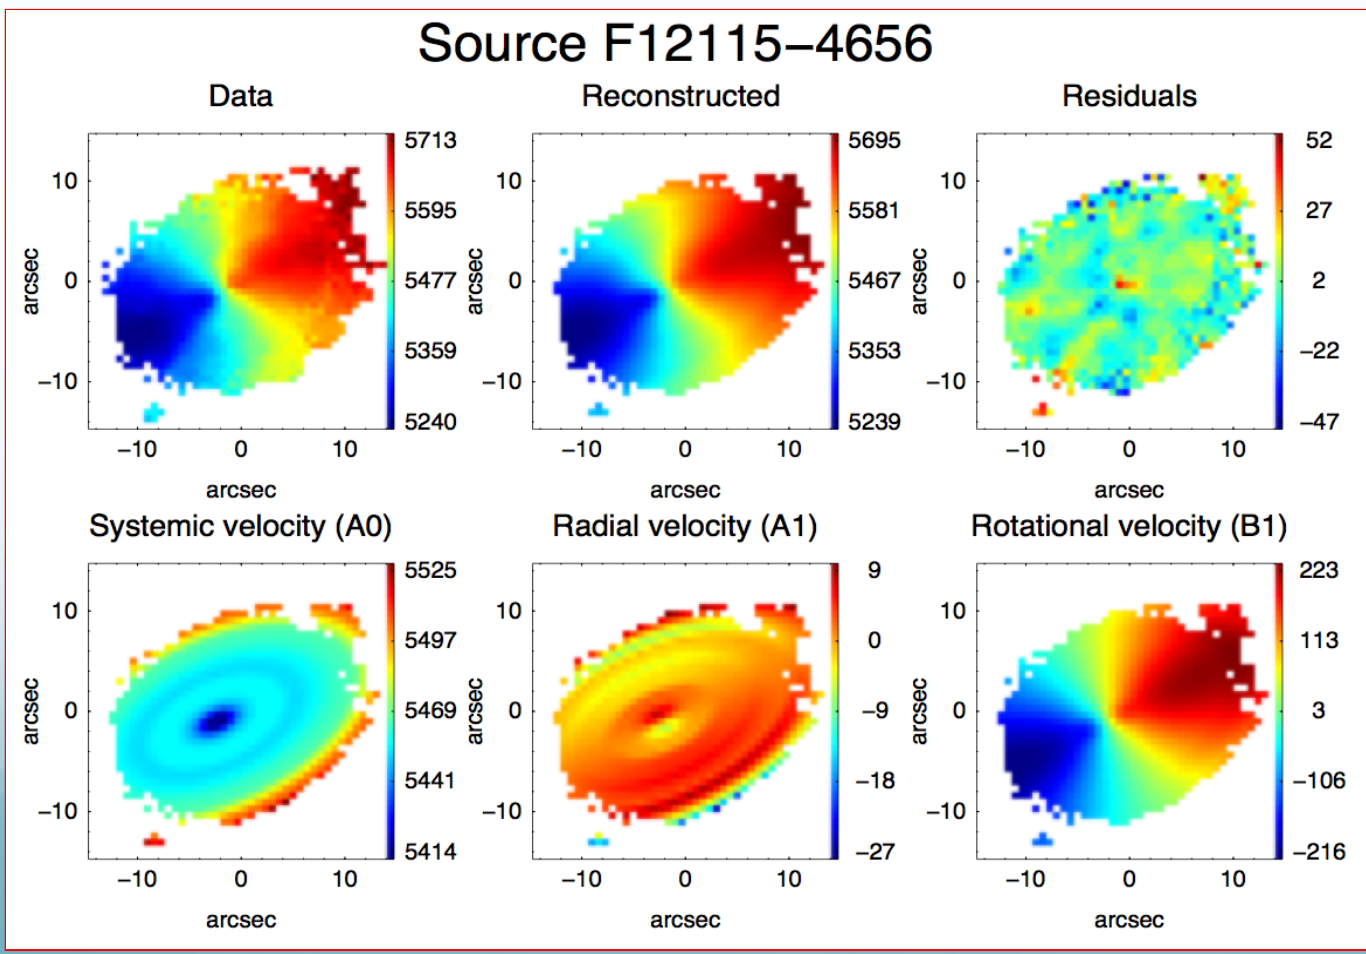 Source F12115−4656
Data
Reconstructed
Residuals
5713
5595
5477
5359
5240
10
0
−10
arcsec
−10 0 10
arcsec
5695
5581
5467
5353
5239
10
0
−10
arcsec
−10 0 10
arcsec
52
27
2
−22
−47
10
0
−10
arcsec
−10 0 10
arcsec
Systemic velocity (A0)
Radial velocity (A1)
Rotational velocity (B1)
5525
5497
5469
5441
5414
10
0
−10
arcsec
−10 0 10
arcsec
9
0
−9
−18
−27
10
0
−10
arcsec
−10 0 10
arcsec
223
113
3
−106
−216
10
0
−10
arcsec
−10 0 10
arcsec